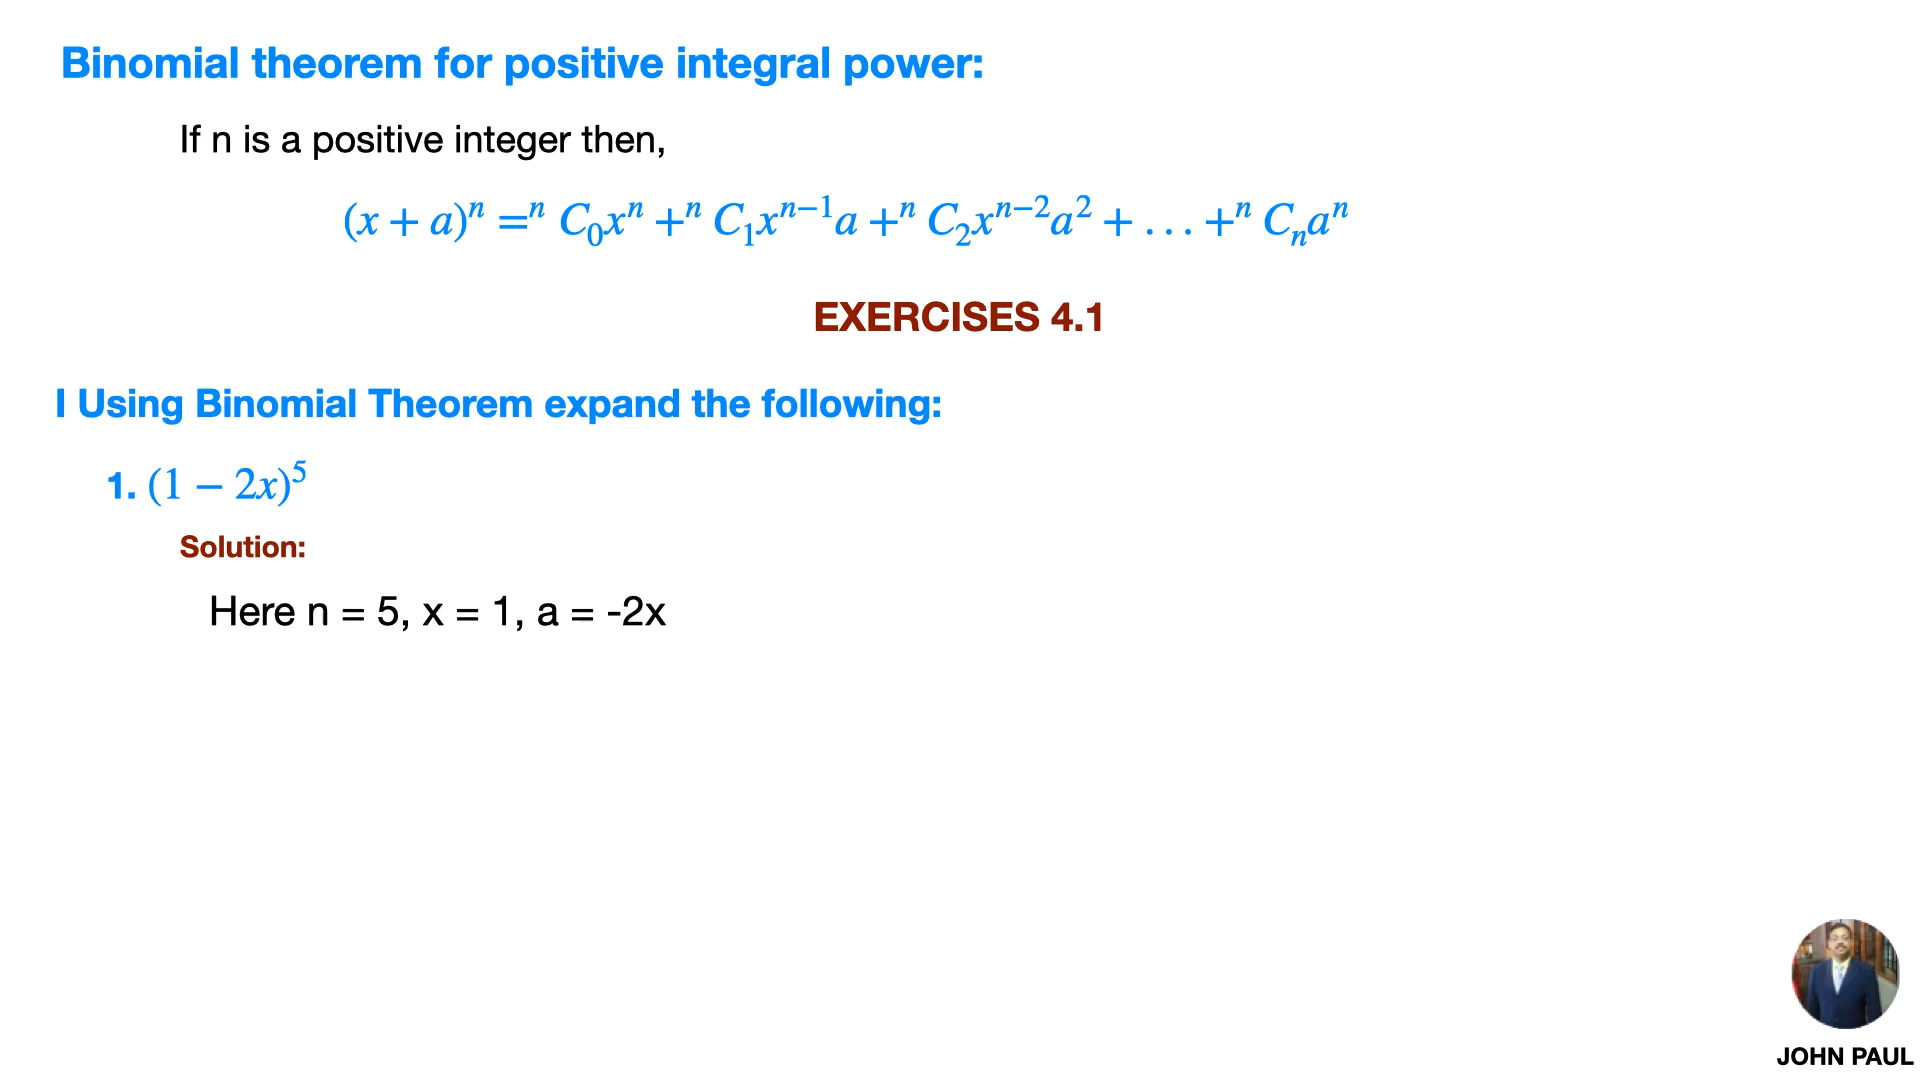 Binomial theorem for positive integral power:
If n is a positive integer then,
(x + a)ⁿ =ⁿ C₀xⁿ +ⁿ C₁xⁿ⁻¹a +ⁿ C₂xⁿ⁻²a² + . . . +ⁿ Cₙaⁿ
EXERCISES 4.1
I Using Binomial Theorem expand the following:
1. (1 − 2x)⁵
Solution:
Here n = 5, x = 1, a = -2x
JOHN PAUL